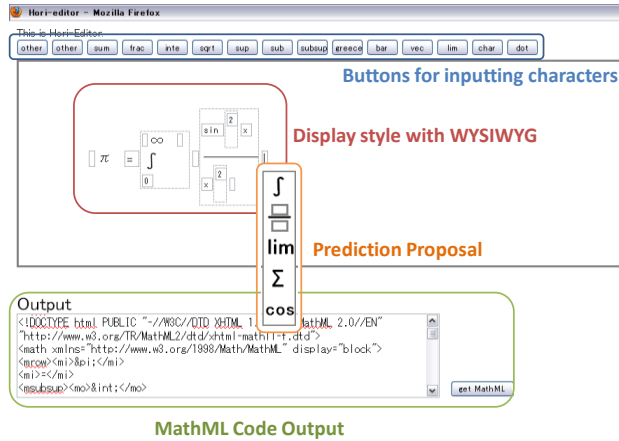 Hori-editor - Mozilla Firefox
This is Hori-Editor.
other other sum frac inte sqrt sup sub subsup greece bar vec lim char dot
Buttons for inputting characters
π = ∫ 0 ∞ sin 2 x x 2
Display style with WYSIWYG
∫
lim
Σ
cos
Prediction Proposal
Output
<!DOCTYPE html PUBLIC "-//W3C//DTD XHTML 1. MathML 2.0//EN"
"http://www.w3.org/TR/MathML2/dtd/xhtml-math11-f.dtd">
<math xmlns="http://www.w3.org/1998/Math/MathML" display="block">
<mrow><mi>&pi;</mi>
<mi>=</mi>
<msubsup><mo>&int;</mo>
get MathML
MathML Code Output